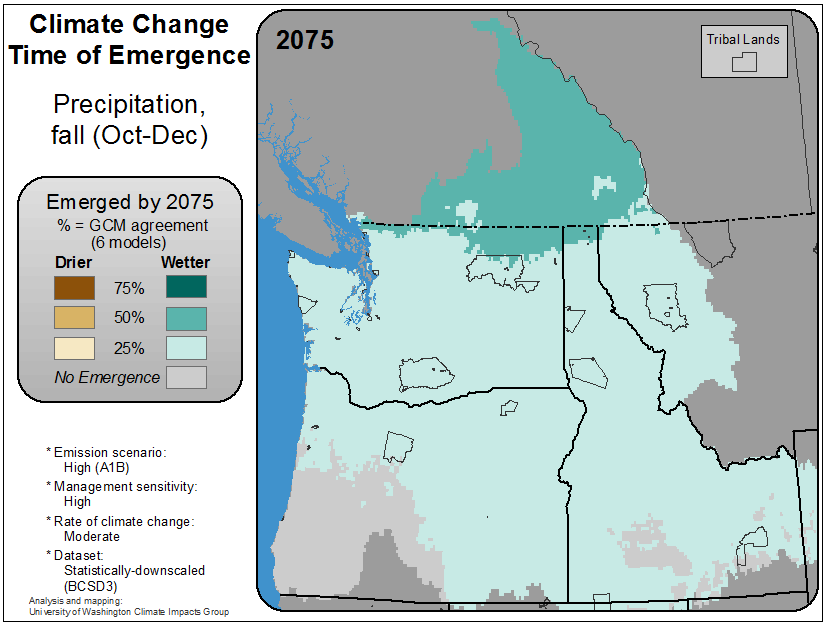 Climate Change
Time of Emergence
Precipitation,
fall (Oct-Dec)
Emerged by 2075
% = GCM agreement
(6 models)
Drier Wetter
75%
50%
25%
No Emergence
* Emission scenario:
High (A1B)
* Management sensitivity:
High
* Rate of climate change:
Moderate
* Dataset:
Statistically-downscaled
(BCSD3)
Analysis and mapping:
University of Washington Climate Impacts Group
2075
Tribal Lands